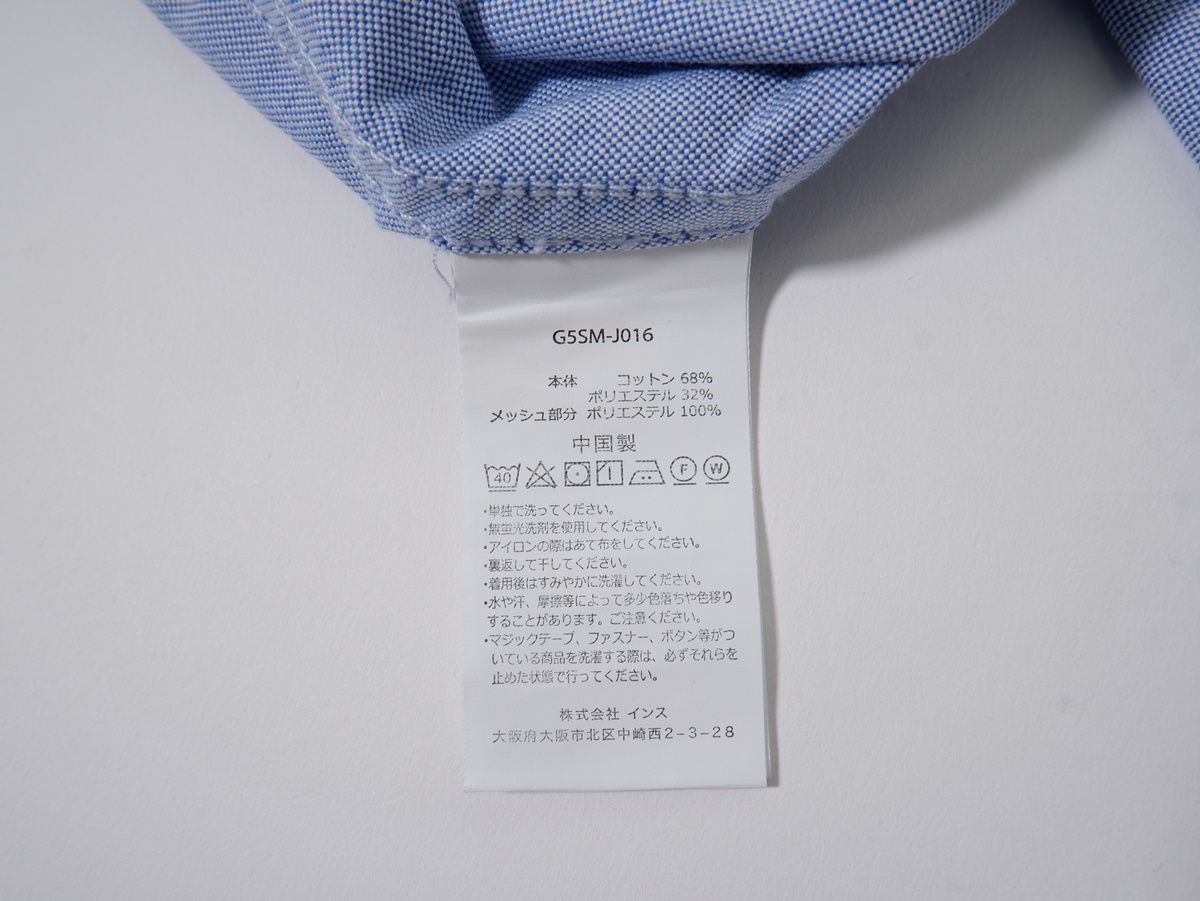 G5SM-J016
本体 コットン 68%
ポリエステル 32%
メッシュ部分 ポリエステル 100%
中国製
40 F W
・単独で洗ってください。
・無蛍光洗剤を使用してください。
・アイロンの際はあて布をしてください。
・裏返して干してください。
・着用後はすみやかに洗濯してください。
・水や汗、摩擦等によって多少色落ちや色移り
することがあります。ご注意ください。
・マジックテープ、ファスナー、ボタン等がつ
いている商品を洗濯する際は、必ずそれらを
止めた状態で行ってください。
株式会社 インス
大阪府大阪市北区中崎西2-3-28